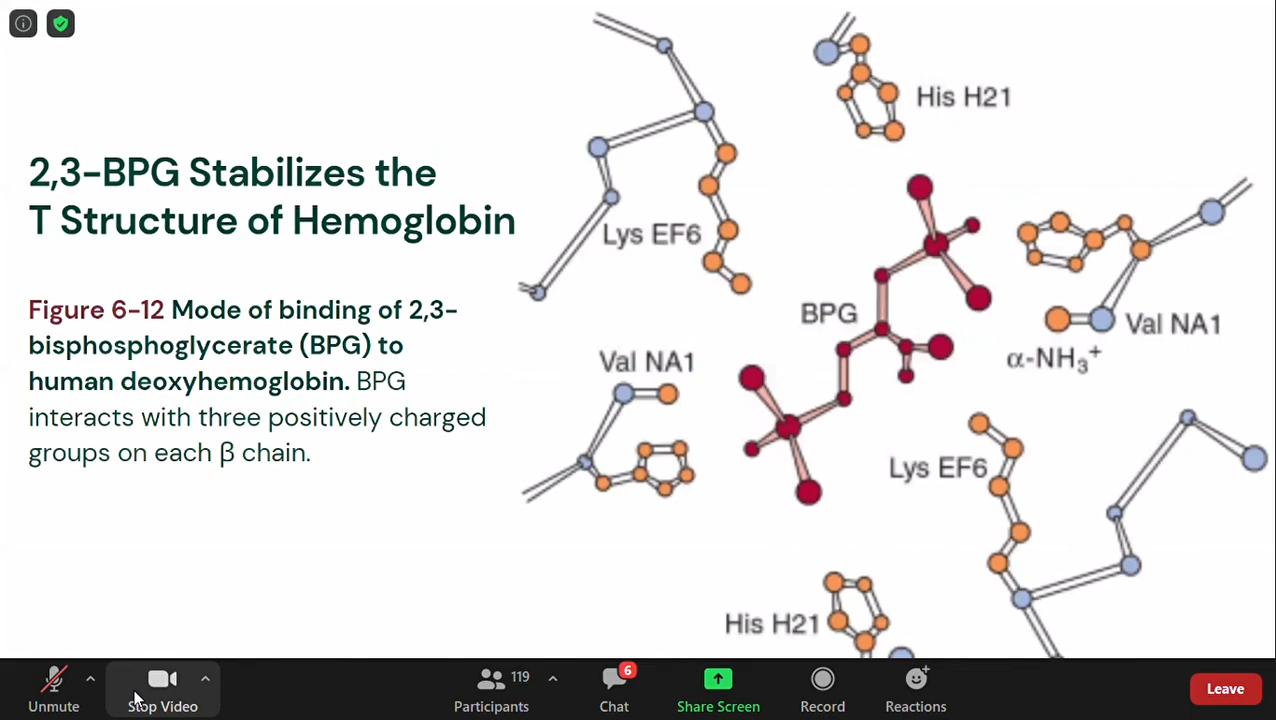 2,3-BPG Stabilizes the
T Structure of Hemoglobin
Figure 6-12 Mode of binding of 2,3-
bisphosphoglycerate (BPG) to
human deoxyhemoglobin. BPG
interacts with three positively charged
groups on each β chain.
His H21
Lys EF6
BPG
Val NA1
α-NH₃⁺
Val NA1
Lys EF6
His H21
Unmute
Stop Video
119
Participants
6
Chat
Share Screen
Record
Reactions
Leave